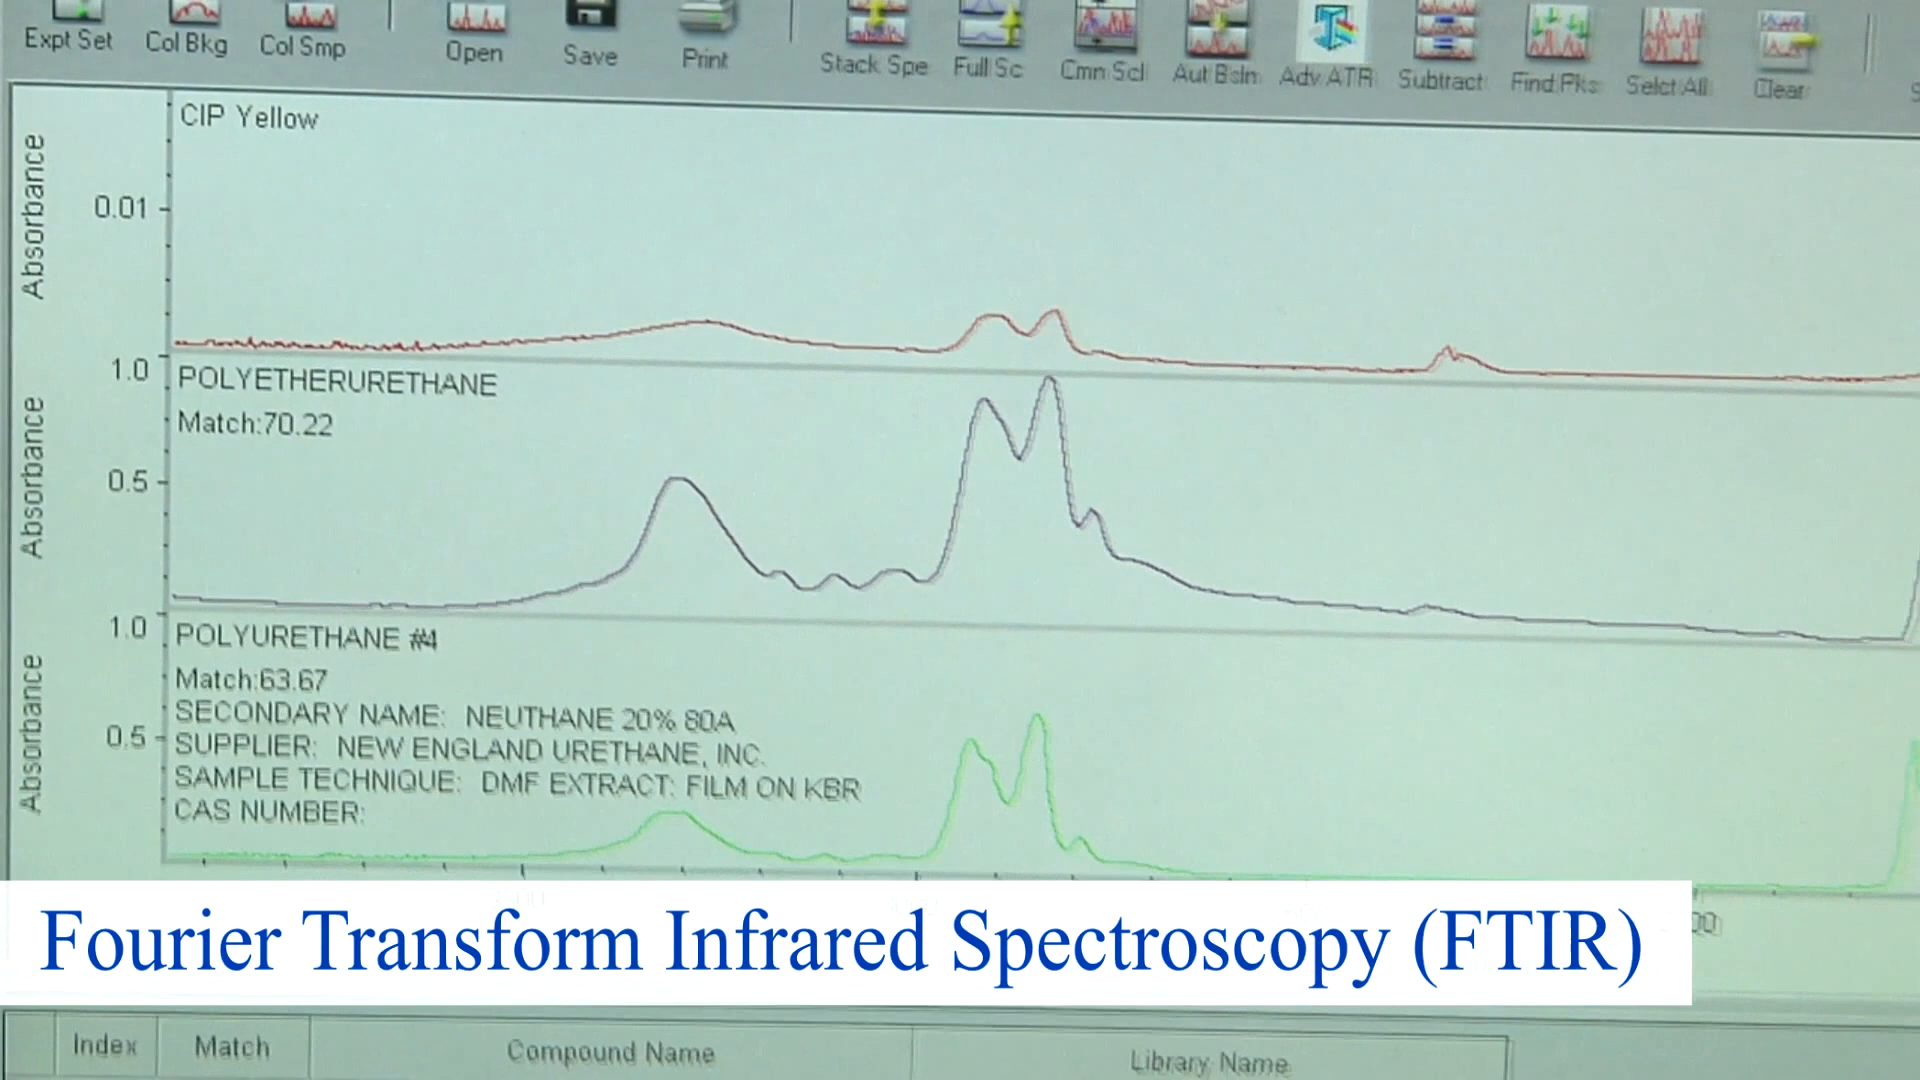 Expt Set Col Bkg Col Smp Open Save Print Stack Spe Full Sc Cmn Scl Aut Bsln Adv ATR Subtract Find Pks Selct All Clear
CIP Yellow
Absorbance
0.01
1.0
POLYETHERURETHANE
Match:70.22
Absorbance
0.5
1.0
POLYURETHANE #4
Match:63.67
SECONDARY NAME: NEUTHANE 20% 80A
Absorbance
0.5
SUPPLIER: NEW ENGLAND URETHANE, INC.
SAMPLE TECHNIQUE: DMF EXTRACT: FILM ON KBR
CAS NUMBER:
Fourier Transform Infrared Spectroscopy (FTIR)
Index Match Compound Name Library Name